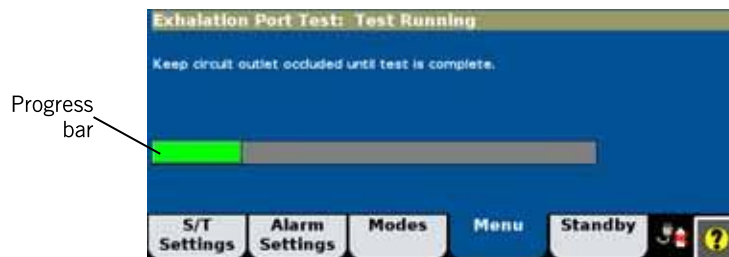 Exhalation Port Test: Test Running
Keep circuit outlet occluded until test is complete.
Progress
bar
S/T
Settings
Alarm
Settings
Modes
Menu
Standby
?